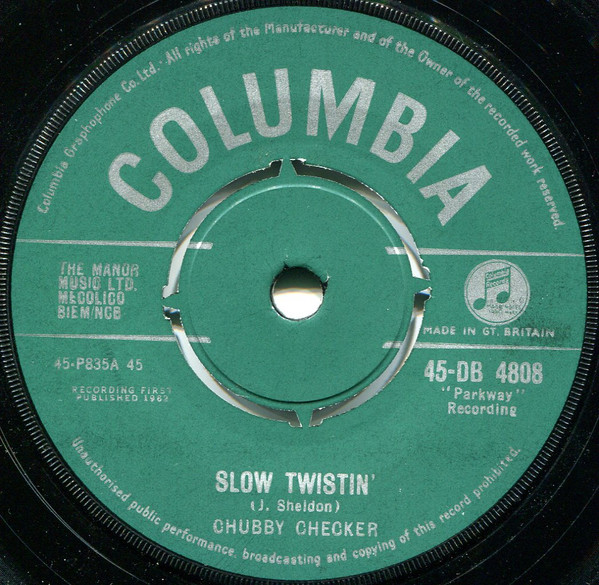 Columbia Graphophone Co. Ltd. · All rights of the Manufacturer and of the Owner of the recorded work reserved.
COLUMBIA
THE MANOR
MUSIC LTD.
MECOLICO
BIEM/NCB
MADE IN GT. BRITAIN
45-P835A 45
45-DB 4808
RECORDING FIRST
PUBLISHED 1962
"Parkway"
Recording
SLOW TWISTIN'
(J. Sheldon)
CHUBBY CHECKER
Unauthorised public performance, broadcasting and copying of this record prohibited.